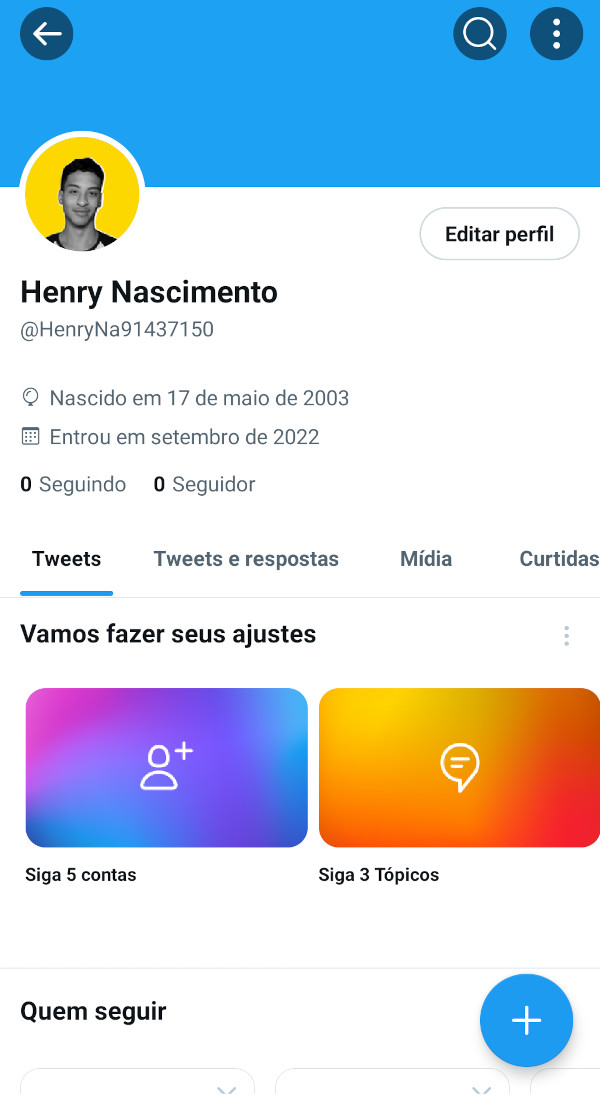 Editar perfil
Henry Nascimento
@HenryNa91437150
Nascido em 17 de maio de 2003
Entrou em setembro de 2022
0 Seguindo 0 Seguidor
Tweets Tweets e respostas Mídia Curtidas
Vamos fazer seus ajustes
Siga 5 contas Siga 3 Tópicos
Quem seguir